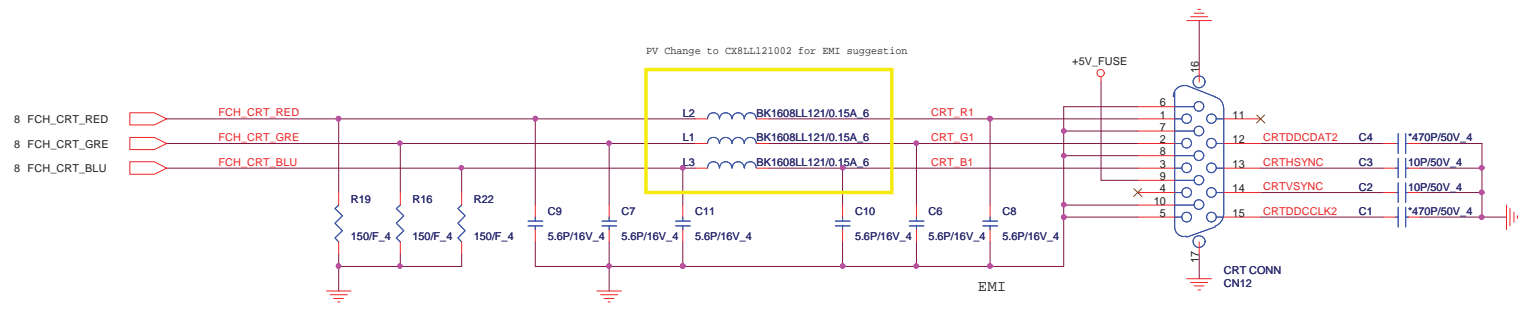 PV Change to CX8LL121002 for EMI suggestion
+5V_FUSE
16
8 FCH_CRT_RED
FCH_CRT_RED
L2
BK1608LL121/0.15A_6
CRT_R1
6
1
11
8 FCH_CRT_GRE
FCH_CRT_GRE
L1
BK1608LL121/0.15A_6
CRT_G1
7
2
12
CRTDDCDAT2
C4
*470P/50V_4
8 FCH_CRT_BLU
FCH_CRT_BLU
L3
BK1608LL121/0.15A_6
CRT_B1
8
3
13
CRTHSYNC
C3
10P/50V_4
9
4
14
CRTVSYNC
C2
10P/50V_4
10
5
15
CRTDDCCLK2
C1
*470P/50V_4
R19
R16
R22
C9
C7
C11
C10
C6
C8
150/F_4
150/F_4
150/F_4
5.6P/16V_4
5.6P/16V_4
5.6P/16V_4
5.6P/16V_4
5.6P/16V_4
5.6P/16V_4
17
CRT CONN
CN12
EMI